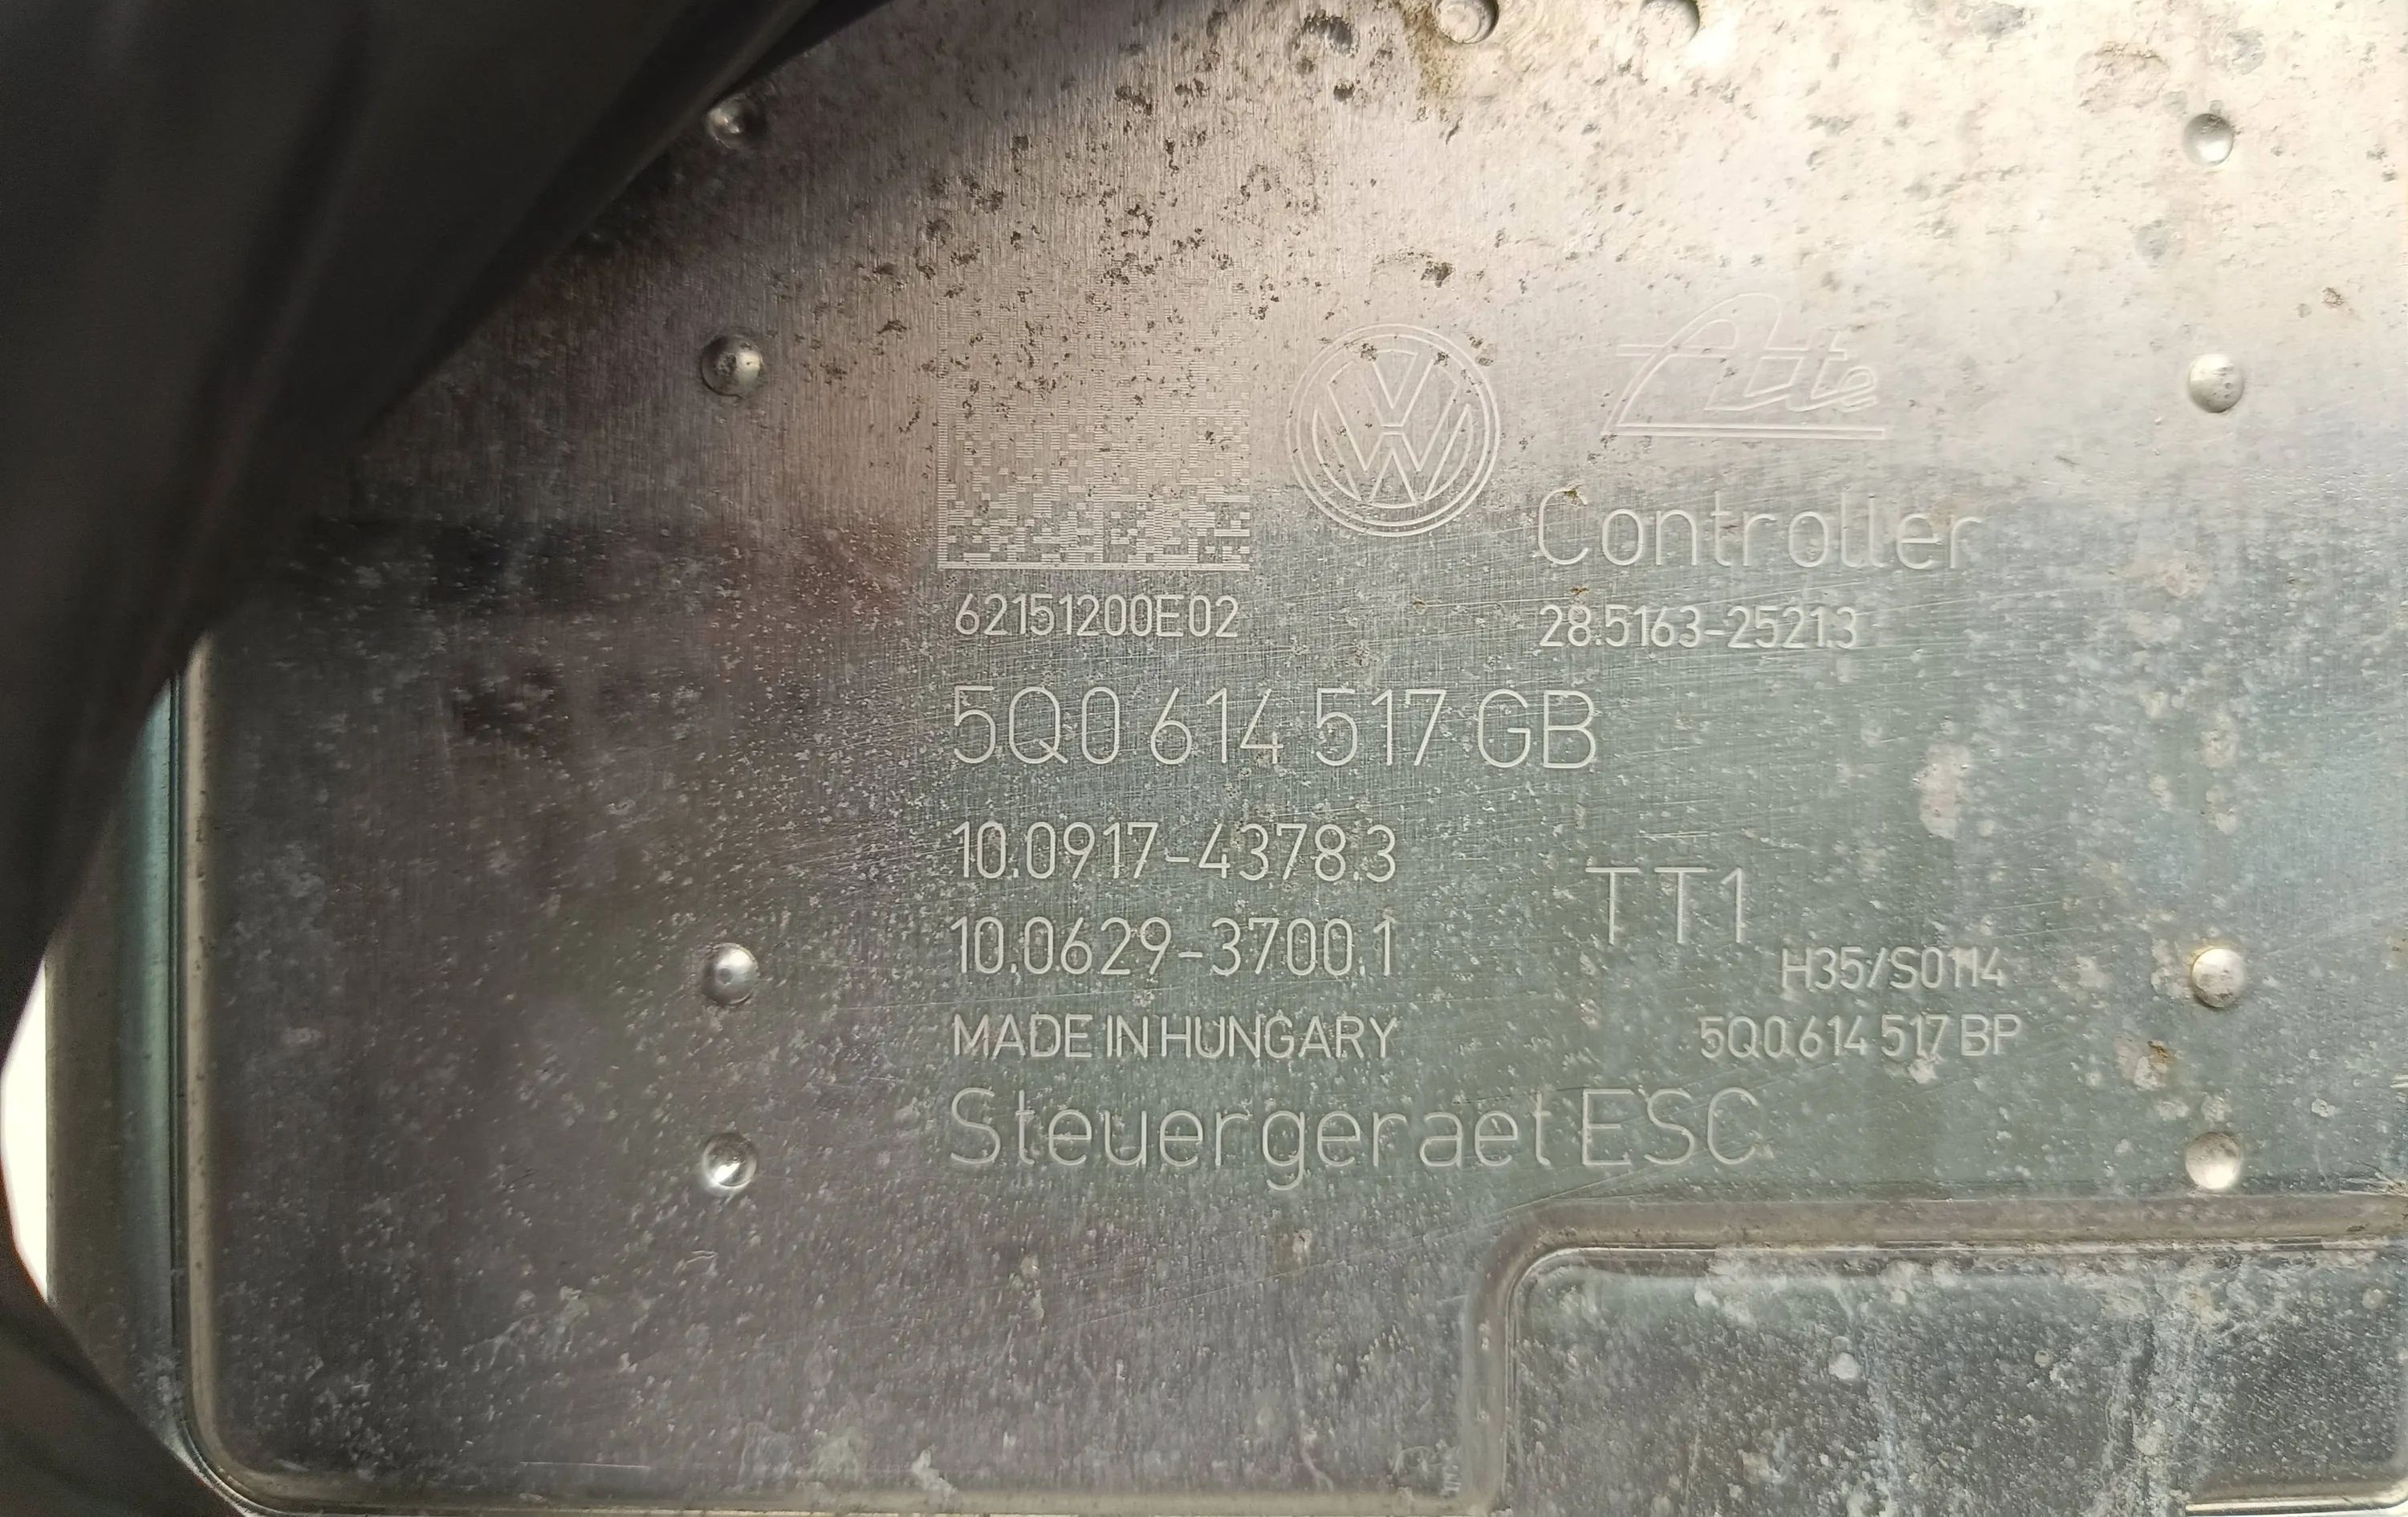 Ate
Controller
62151200E02
28.5163-2521.3
5Q0 614 517 GB
10.0917-4378.3
10.0629-3700.1
TT1
H35/S0114
MADE IN HUNGARY
5Q0 614 517 BP
Steuergeraet ESC